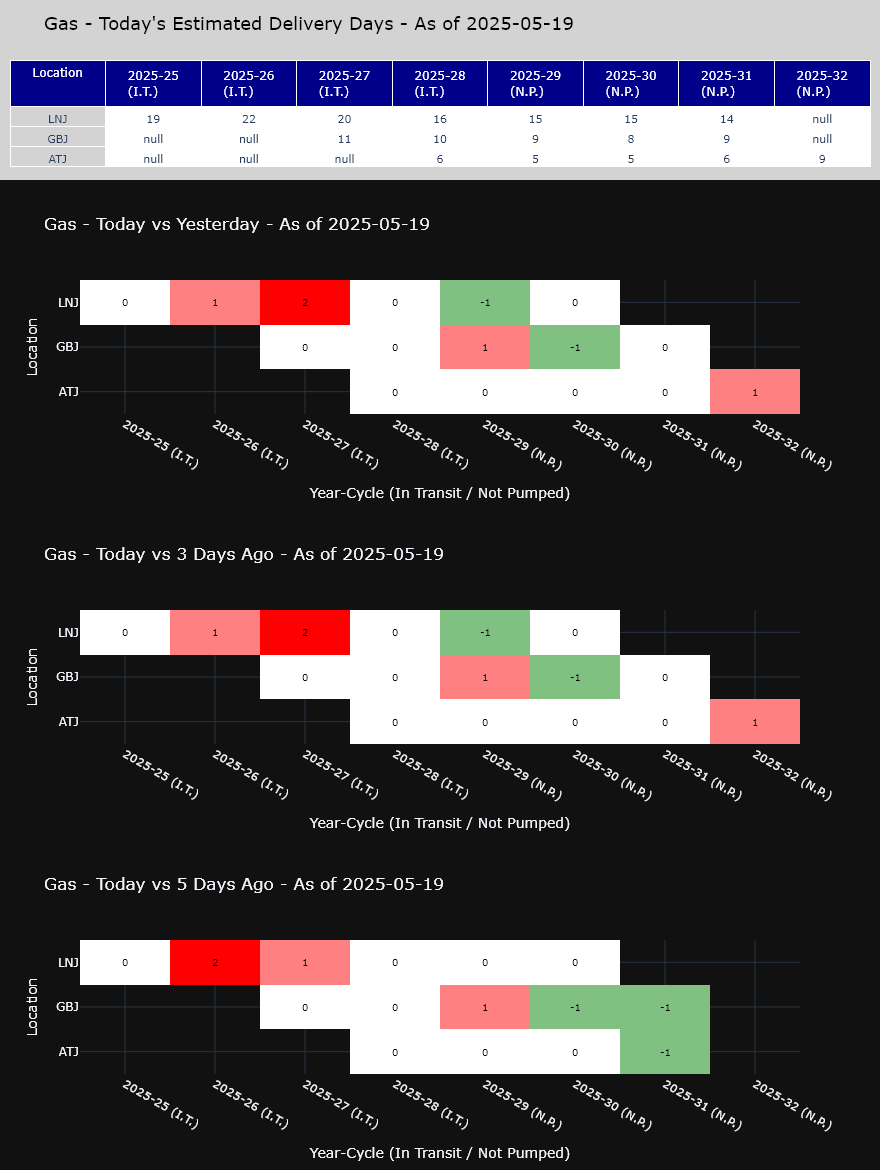 Gas - Today's Estimated Delivery Days - As of 2025-05-19
Location 2025-25 (I.T.) 2025-26 (I.T.) 2025-27 (I.T.) 2025-28 (I.T.) 2025-29 (N.P.) 2025-30 (N.P.) 2025-31 (N.P.) 2025-32 (N.P.)
LNJ 19 22 20 16 15 15 14 null
GBJ null null 11 10 9 8 9 null
ATJ null null null 6 5 5 6 9
Gas - Today vs Yesterday - As of 2025-05-19
Location
LNJ 0 1 2 0 -1 0
GBJ 0 0 1 -1 0
ATJ 0 0 0 0 1
2025-25 (I.T.) 2025-26 (I.T.) 2025-27 (I.T.) 2025-28 (I.T.) 2025-29 (N.P.) 2025-30 (N.P.) 2025-31 (N.P.) 2025-32 (N.P.)
Year-Cycle (In Transit / Not Pumped)
Gas - Today vs 3 Days Ago - As of 2025-05-19
Location
LNJ 0 1 2 0 -1 0
GBJ 0 0 1 -1 0
ATJ 0 0 0 0 1
2025-25 (I.T.) 2025-26 (I.T.) 2025-27 (I.T.) 2025-28 (I.T.) 2025-29 (N.P.) 2025-30 (N.P.) 2025-31 (N.P.) 2025-32 (N.P.)
Year-Cycle (In Transit / Not Pumped)
Gas - Today vs 5 Days Ago - As of 2025-05-19
Location
LNJ 0 2 1 0 0 0
GBJ 0 0 1 -1 -1
ATJ 0 0 0 -1
2025-25 (I.T.) 2025-26 (I.T.) 2025-27 (I.T.) 2025-28 (I.T.) 2025-29 (N.P.) 2025-30 (N.P.) 2025-31 (N.P.) 2025-32 (N.P.)
Year-Cycle (In Transit / Not Pumped)